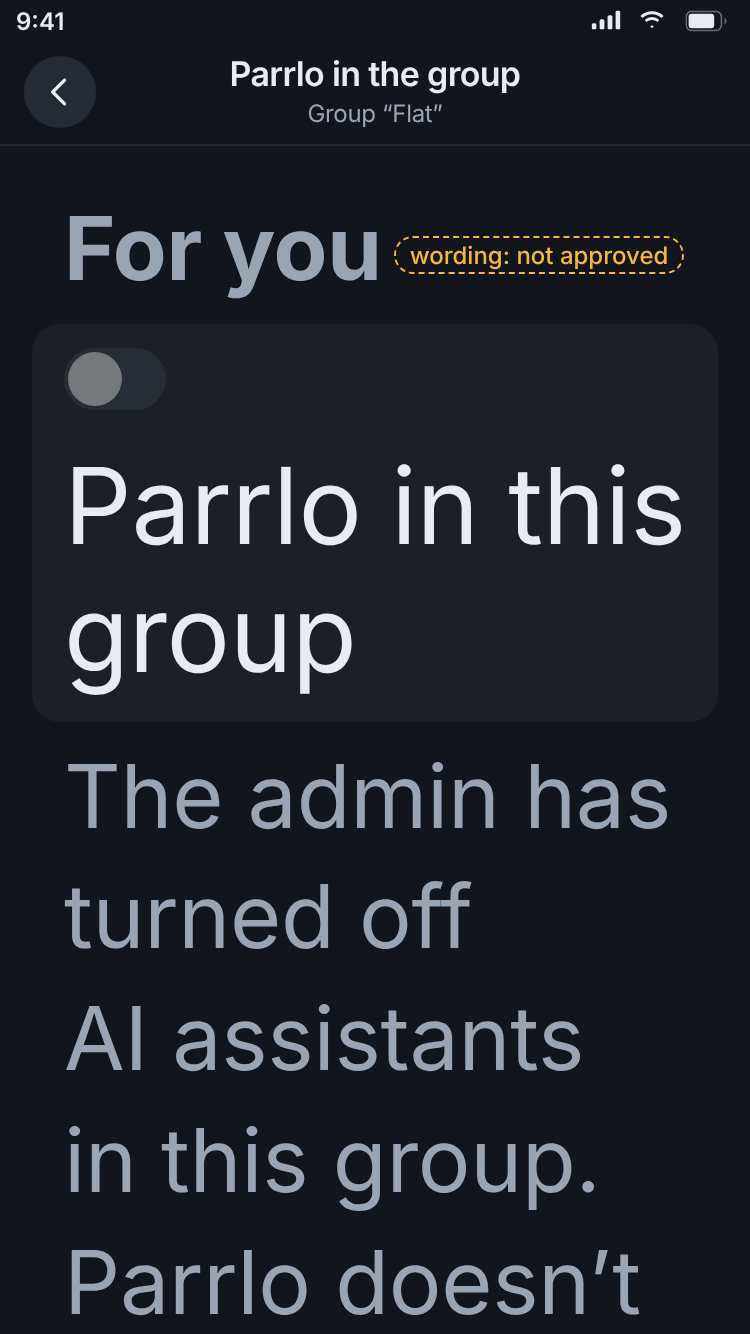 9:41
Parrlo in the group
Group “Flat”
For you
wording: not approved
Parrlo in this
group
The admin has
turned off
AI assistants
in this group.
Parrlo doesn’t